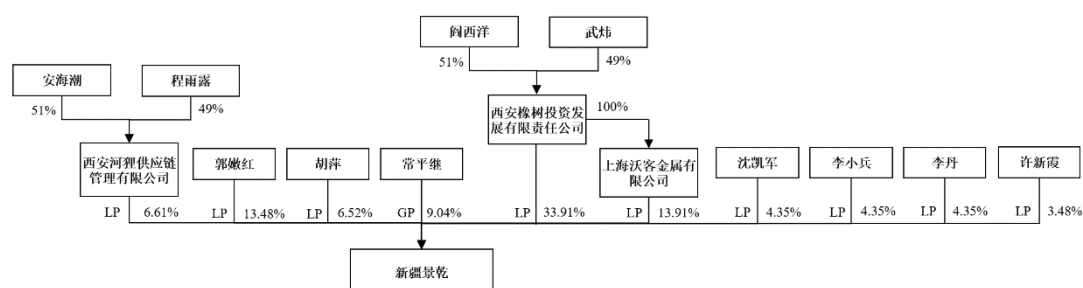 阎西洋
武炜
51%
49%
安海潮
程雨露
51%
49%
西安橡树投资发
展有限责任公司
100%
西安河狸供应链
管理有限公司
郭嫩红
胡萍
常平继
上海沃客金属有
限公司
沈凯军
李小兵
李丹
许新霞
LP 6.61%
LP 13.48%
LP 6.52%
GP 9.04%
LP 33.91%
LP 13.91%
LP 4.35%
LP 4.35%
LP 4.35%
LP 3.48%
新疆景乾